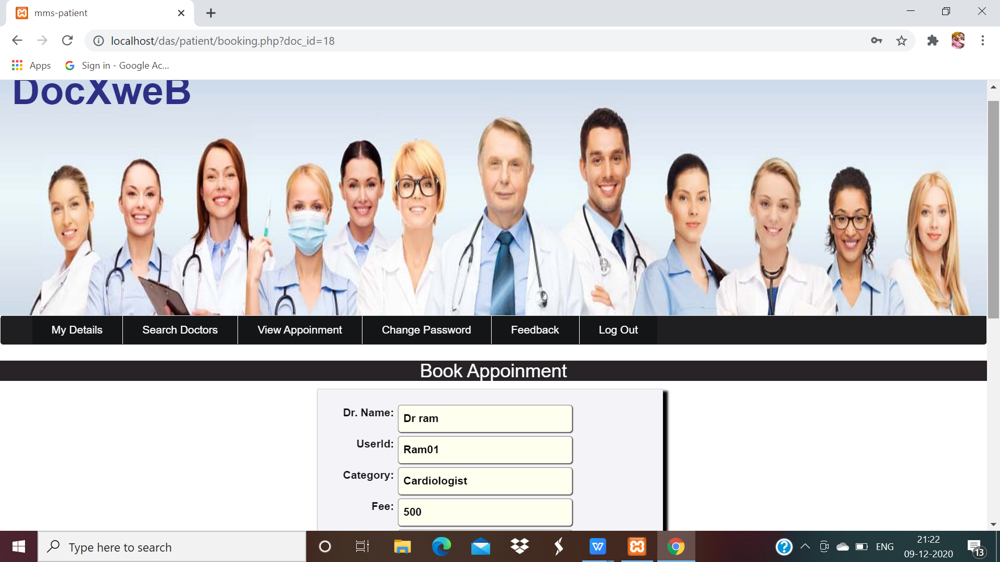 mms-patient
localhost/das/patient/booking.php?doc_id=18
Apps
Sign in - Google Ac...
DocXweB
My Details
Search Doctors
View Appoinment
Change Password
Feedback
Log Out
Book Appoinment
Dr. Name:
Dr ram
UserId:
Ram01
Category:
Cardiologist
Fee:
500
Type here to search
ENG
21:22
09-12-2020
13